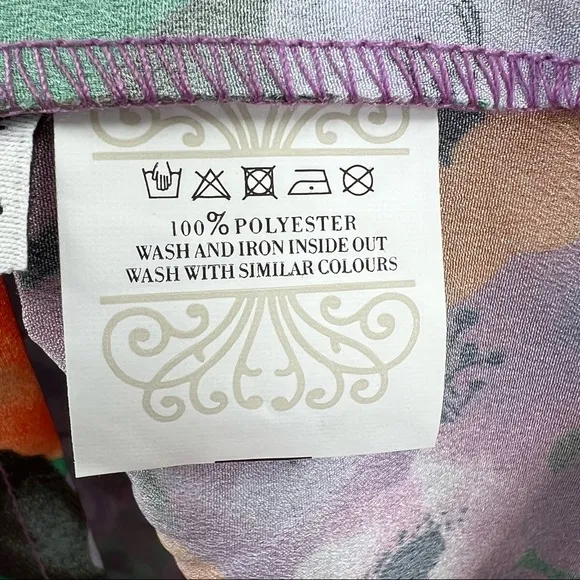 100% POLYESTER
WASH AND IRON INSIDE OUT
WASH WITH SIMILAR COLOURS